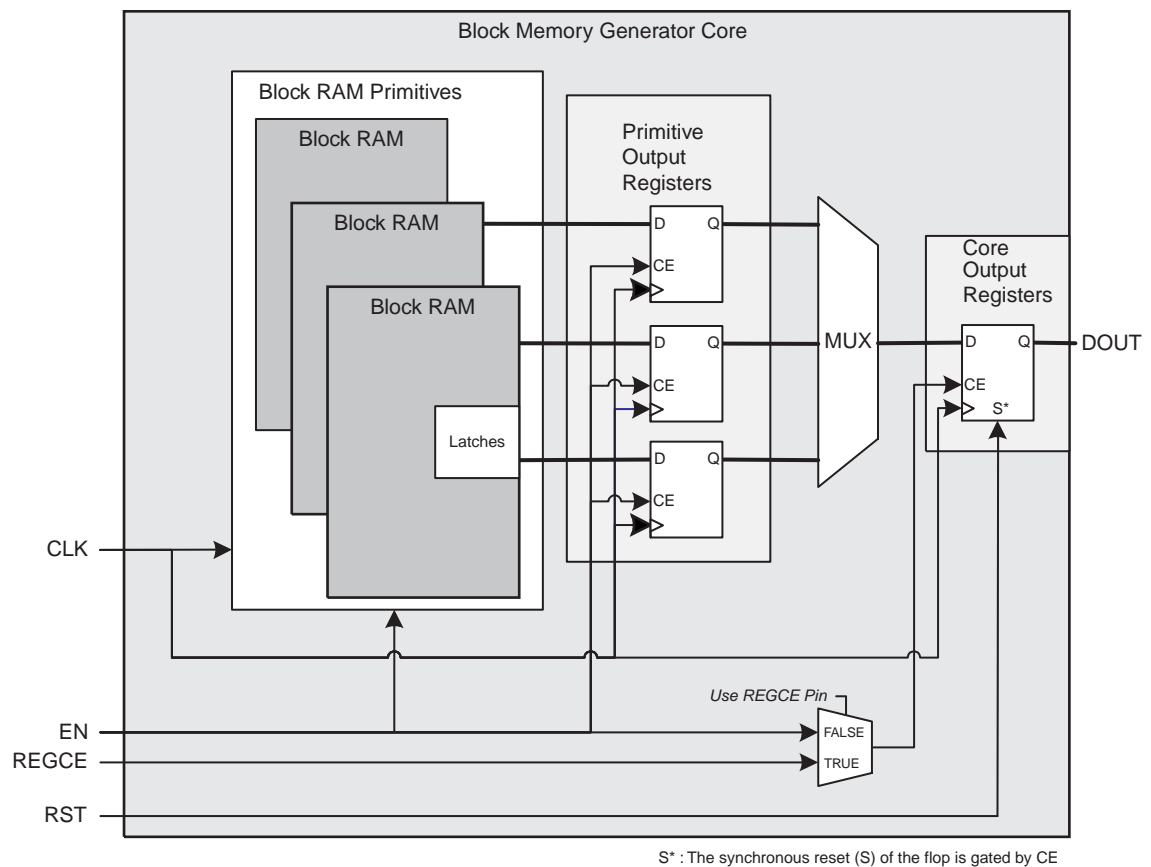 Block Memory Generator Core
Block RAM Primitives
Block RAM
Block RAM
Block RAM
Latches
Primitive
Output
Registers
D Q
CE
D Q
CE
D Q
CE
MUX
Core
Output
Registers
D Q
CE
S*
DOUT
CLK
EN
REGCE
RST
Use REGCE Pin
FALSE
TRUE
S* : The synchronous reset (S) of the flop is gated by CE